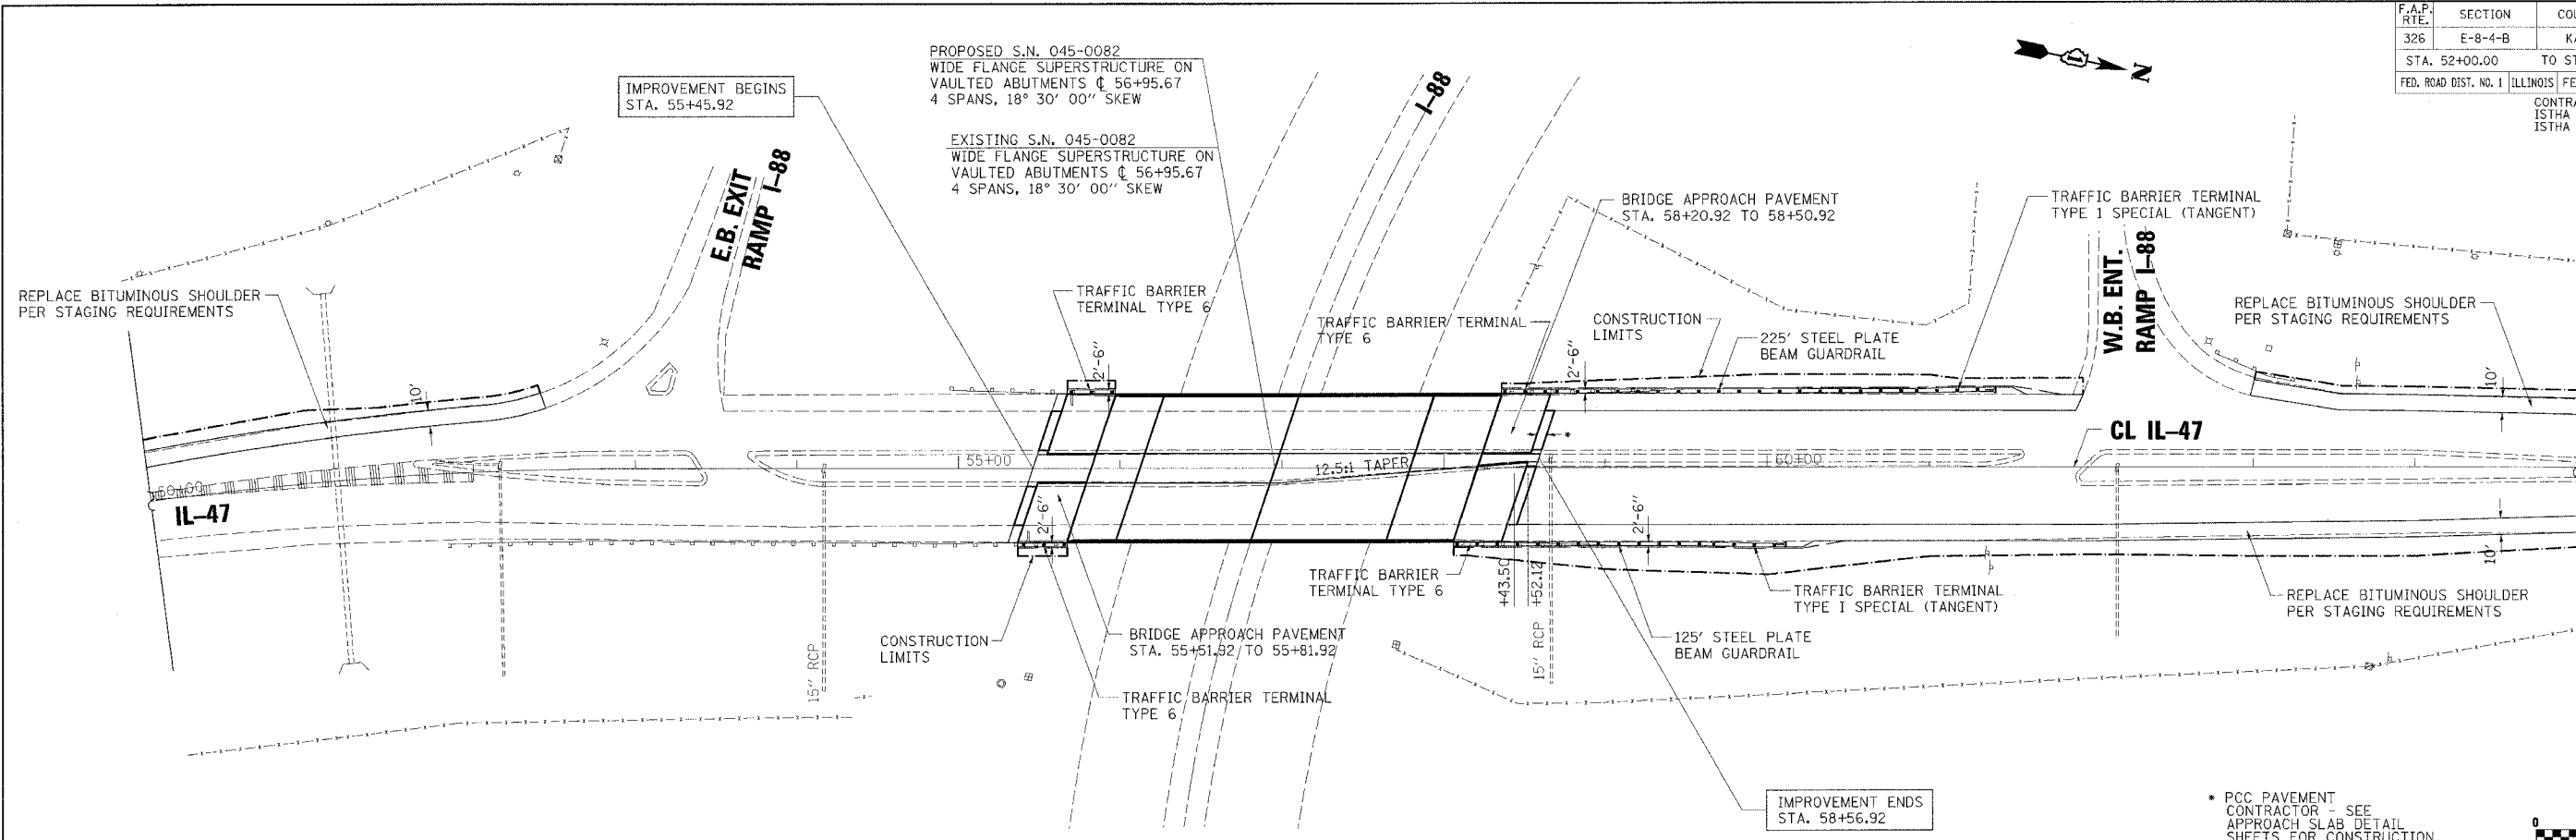 F.A.P. RTE.
SECTION
326
E-8-4-B
STA. 52+00.00
FED. ROAD DIST. NO. 1
ILLINOIS
ISTHA
ISTHA
N
PROPOSED S.N. 045-0082
WIDE FLANGE SUPERSTRUCTURE ON
VAULTED ABUTMENTS ℄ 56+95.67
4 SPANS, 18° 30' 00" SKEW
IMPROVEMENT BEGINS
STA. 55+45.92
EXISTING S.N. 045-0082
WIDE FLANGE SUPERSTRUCTURE ON
VAULTED ABUTMENTS ℄ 56+95.67
4 SPANS, 18° 30' 00" SKEW
I-88
E.B. EXIT
RAMP I-88
BRIDGE APPROACH PAVEMENT
STA. 58+20.92 TO 58+50.92
TRAFFIC BARRIER TERMINAL
TYPE 1 SPECIAL (TANGENT)
W.B. ENT.
RAMP I-88
REPLACE BITUMINOUS SHOULDER
PER STAGING REQUIREMENTS
TRAFFIC BARRIER
TERMINAL TYPE 6
TRAFFIC BARRIER TERMINAL
TYPE 6
CONSTRUCTION
LIMITS
225' STEEL PLATE
BEAM GUARDRAIL
REPLACE BITUMINOUS SHOULDER
PER STAGING REQUIREMENTS
2'-6"
2'-6"
10'
10'
*
CL IL-47
55+00
12.5:1 TAPER
60+00
IL-47
2'-6"
2'-6"
10'
+43.50
+52.12
15" RCP
15" RCP
TRAFFIC BARRIER
TERMINAL TYPE 6
TRAFFIC BARRIER TERMINAL
TYPE I SPECIAL (TANGENT)
REPLACE BITUMINOUS SHOULDER
PER STAGING REQUIREMENTS
CONSTRUCTION
LIMITS
BRIDGE APPROACH PAVEMENT
STA. 55+51.92 TO 55+81.92
125' STEEL PLATE
BEAM GUARDRAIL
TRAFFIC BARRIER TERMINAL
TYPE 6
IMPROVEMENT ENDS
STA. 58+56.92
* PCC PAVEMENT
CONTRACTOR - SEE
APPROACH SLAB DETAIL
SHEETS FOR CONSTRUCTION
0